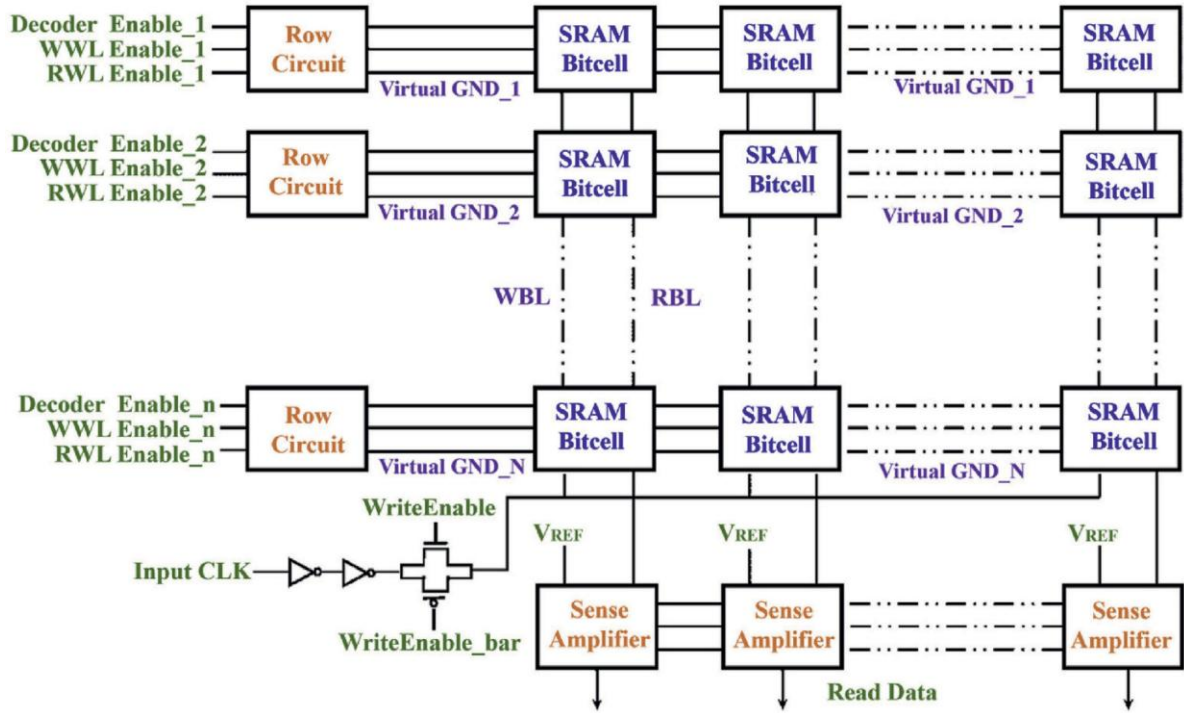 Decoder Enable_1
WWL Enable_1
RWL Enable_1
Row
Circuit
Virtual GND_1
SRAM
Bitcell
SRAM
Bitcell
Virtual GND_1
SRAM
Bitcell
Decoder Enable_2
WWL Enable_2
RWL Enable_2
Row
Circuit
Virtual GND_2
SRAM
Bitcell
SRAM
Bitcell
Virtual GND_2
SRAM
Bitcell
WBL
RBL
Decoder Enable_n
WWL Enable_n
RWL Enable_n
Row
Circuit
Virtual GND_N
SRAM
Bitcell
SRAM
Bitcell
Virtual GND_N
SRAM
Bitcell
WriteEnable
Input CLK
WriteEnable_bar
VREF
VREF
VREF
Sense
Amplifier
Sense
Amplifier
Sense
Amplifier
Read Data